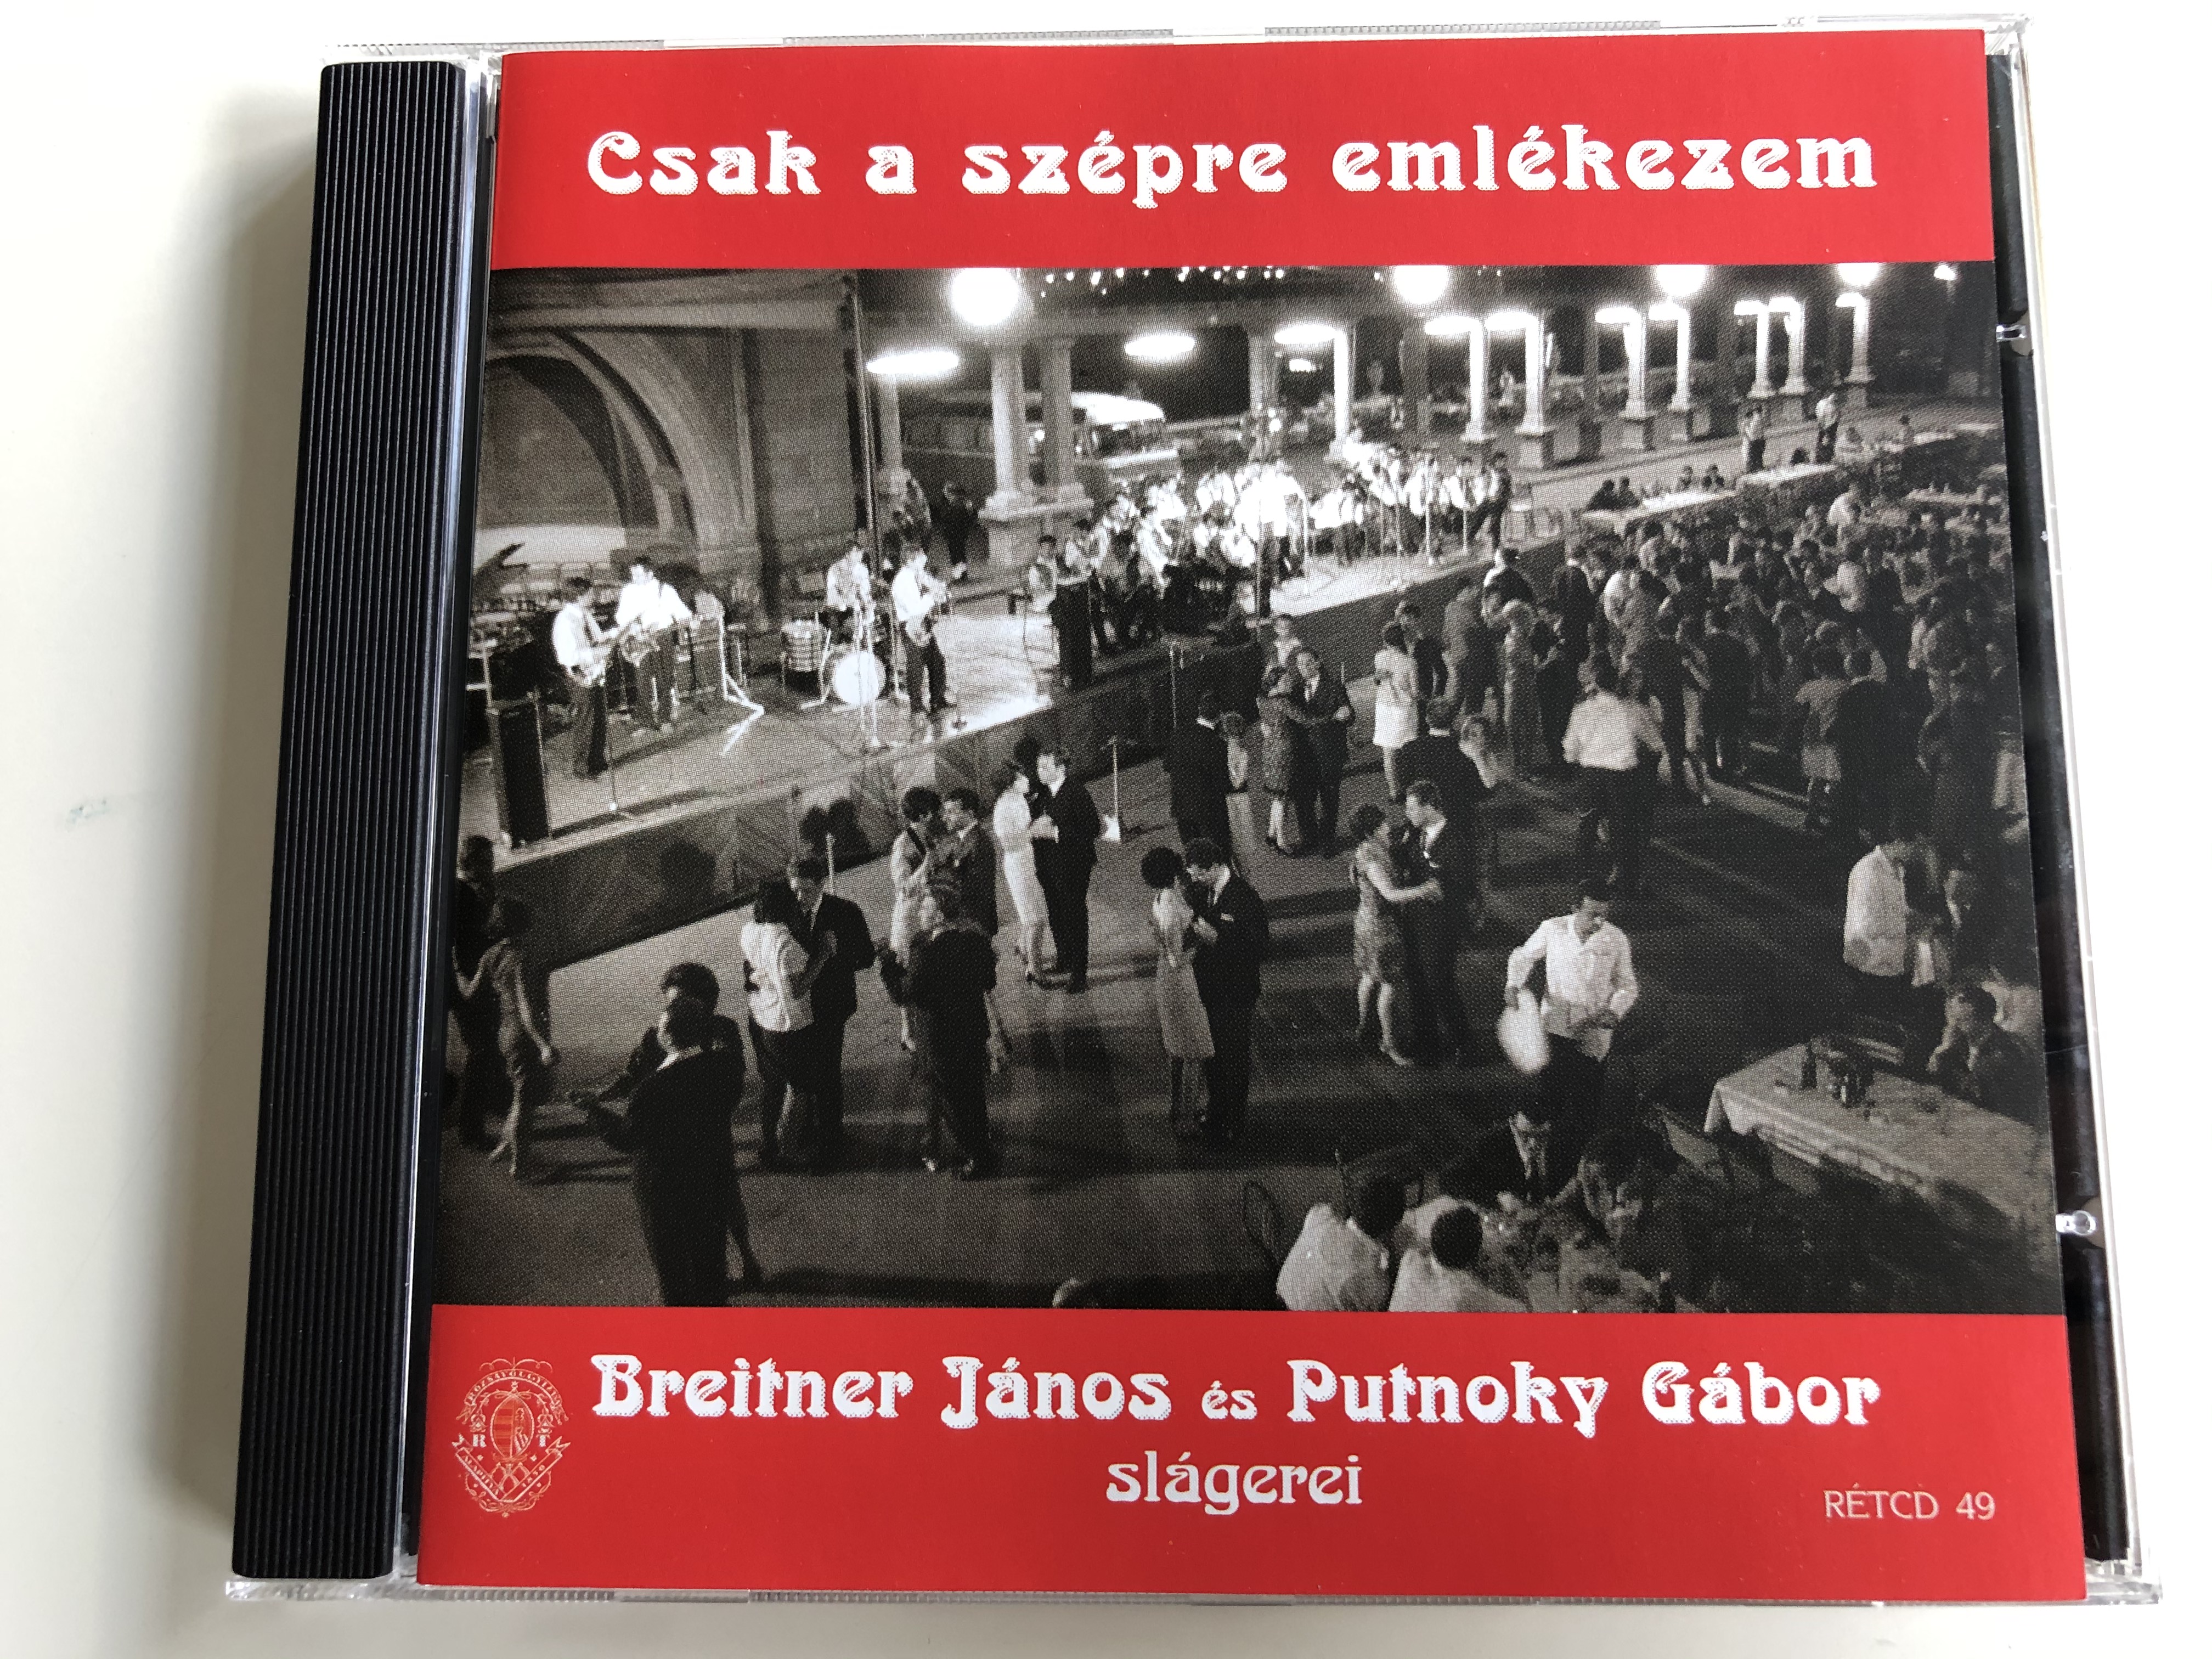 Csak a szépre emlékezem
Breitner János és Putnoky Gábor
slágerei
RÉTCD 49
R T